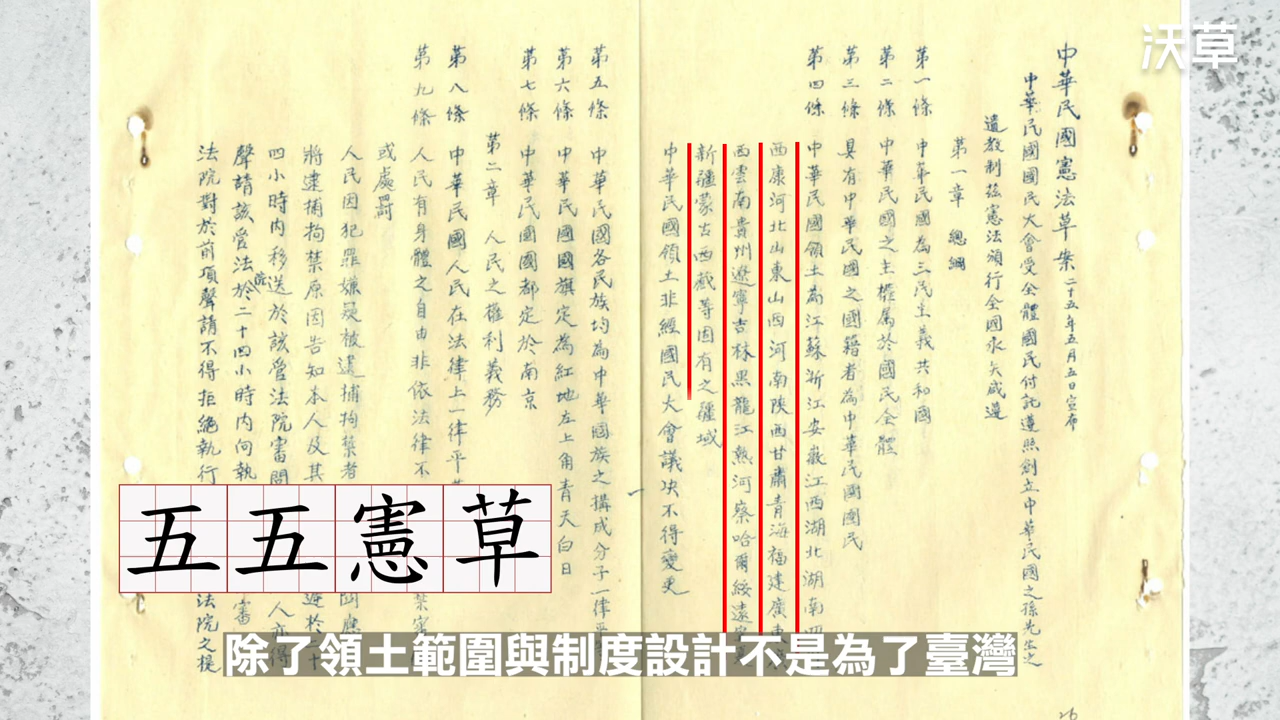 沃草
中華民國憲法草案 二十五年五月五日宣布
中華民國國民大會受全體國民付託遵照創立中華民國之孫先生之
遺教制茲憲法頒行全國永矢咸遵
第一章 總綱
第一條 中華民國為三民主義共和國
第二條 中華民國之主權屬於國民全體
第三條 具有中華民國之國籍者為中華民國國民
第四條 中華民國領土為江蘇浙江安徽江西湖北湖南四
西康河北山東山西河南陝西甘肅青海福建廣東
西雲南貴州遼寧吉林黑龍江熱河察哈爾綏遠寧
新疆蒙古西藏等固有之疆域
中華民國領土非經國民大會議決不得變更
一
第五條 中華民國各民族均為中華國族之構成分子一律平
第六條 中華民國國旗定為紅地左上角青天白日
第七條 中華民國國都定於南京
第二章 人民之權利義務
第八條 中華民國人民在法律上一律平等
第九條 人民有身體之自由非依法律不
或處罰
人民因犯罪嫌疑被逮捕拘禁者
將逮捕拘禁原因告知本人及其
四小時內移送於該管法院審問
聲請該管法院於二十四小時內向執
法院對於前項聲請不得拒絕執行 法院之提
五五憲草
除了領土範圍與制度設計不是為了臺灣
26